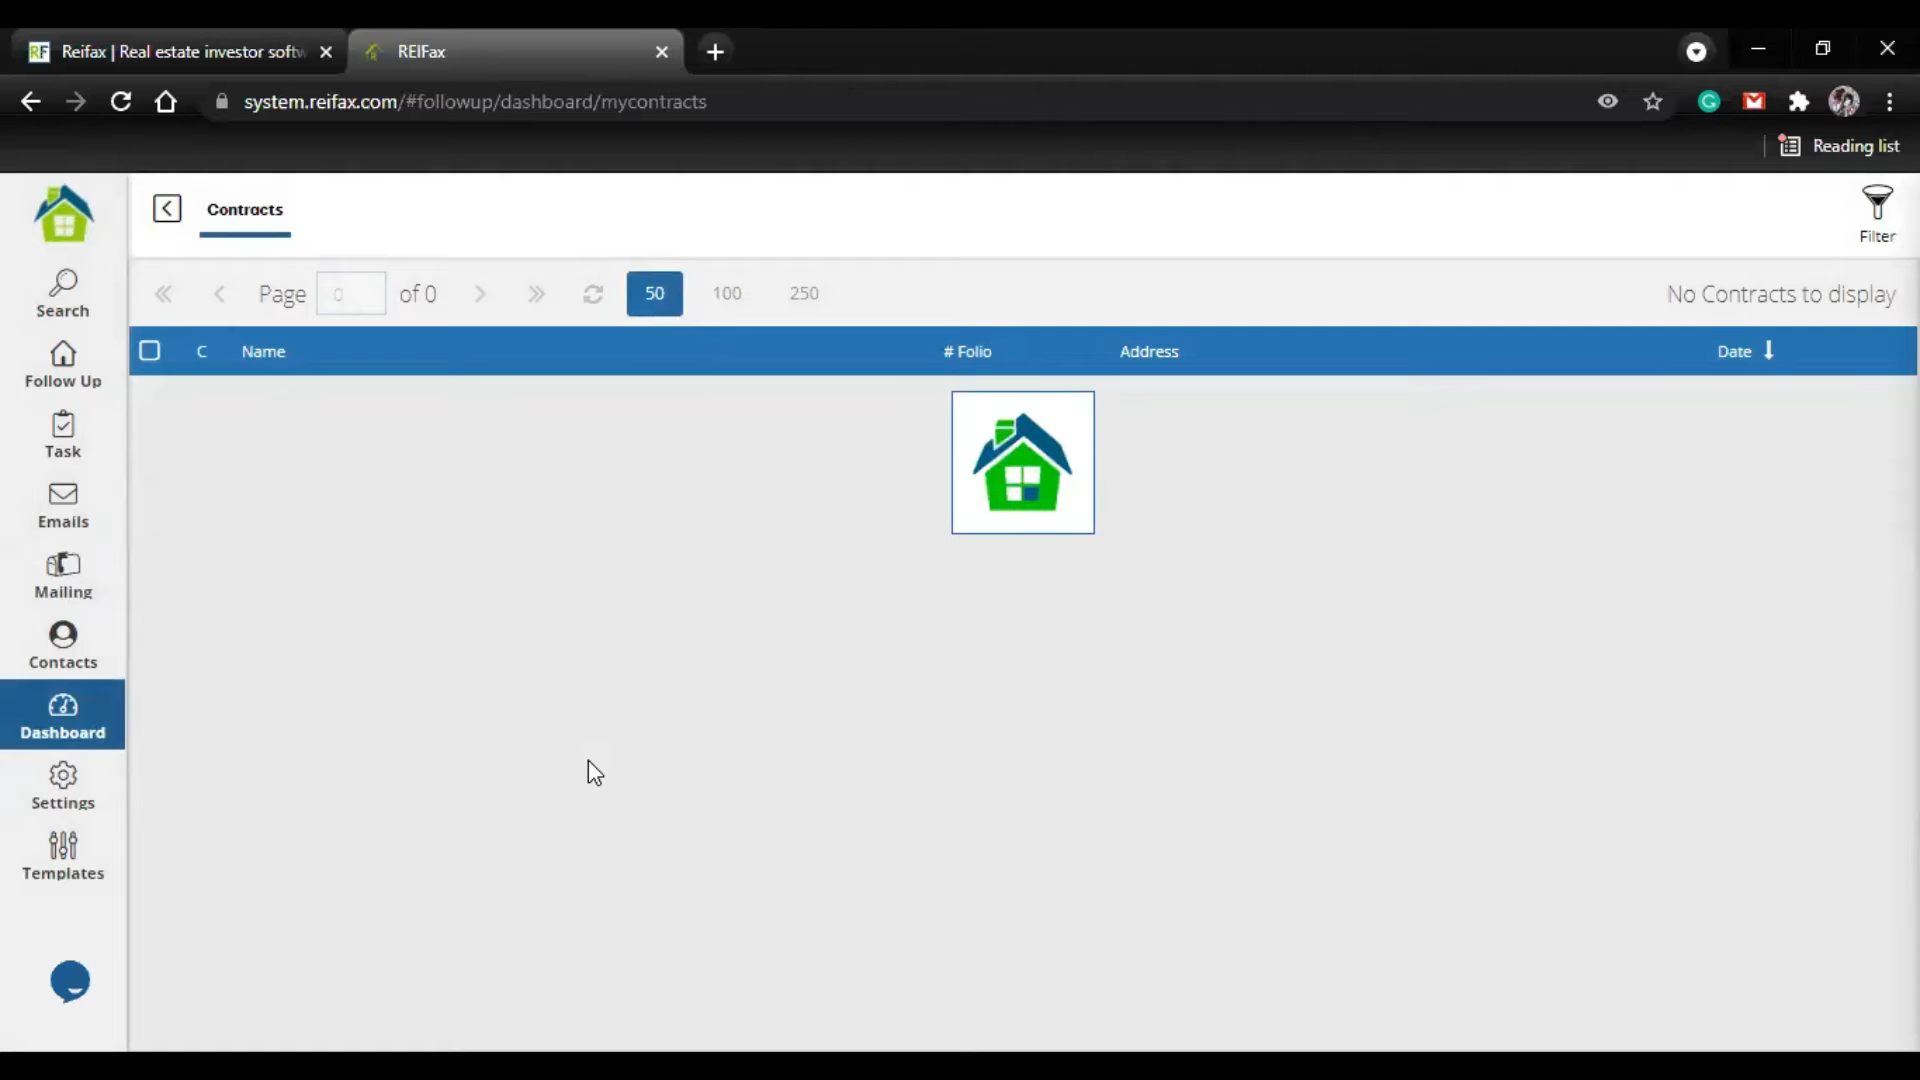 RF Reifax | Real estate investor softw
REIFax
system.reifax.com/#followup/dashboard/mycontracts
Reading list
Contracts
Filter
Page 0 of 0
50 100 250
No Contracts to display
C Name # Folio Address Date
Search
Follow Up
Task
Emails
Mailing
Contacts
Dashboard
Settings
Templates